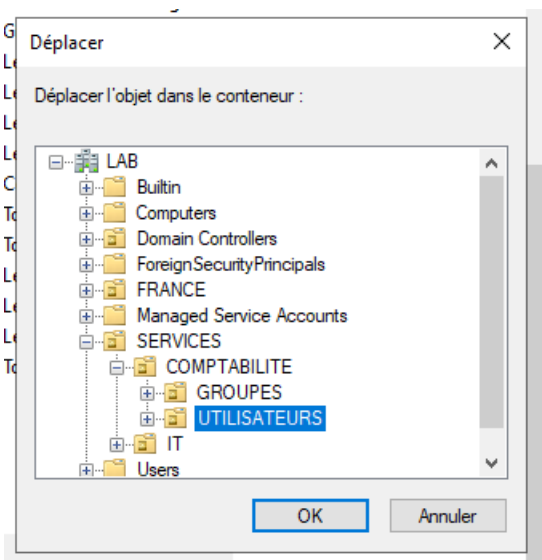 Déplacer
Déplacer l'objet dans le conteneur :
LAB
Builtin
Computers
Domain Controllers
ForeignSecurityPrincipals
FRANCE
Managed Service Accounts
SERVICES
COMPTABILITE
GROUPES
UTILISATEURS
IT
Users
OK Annuler